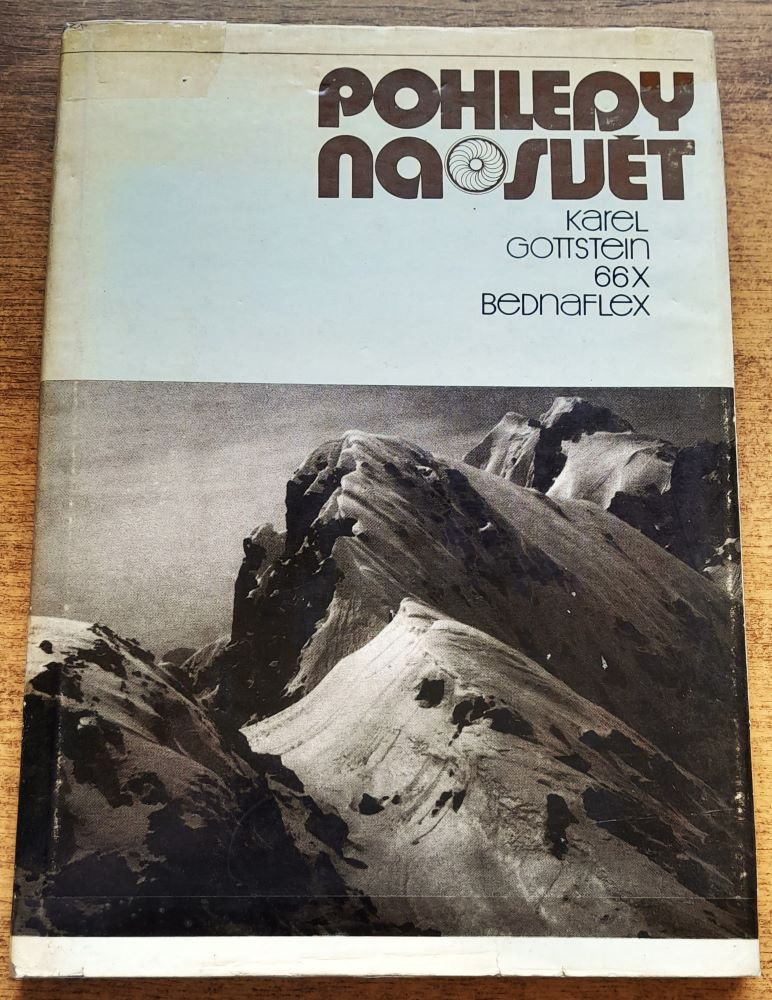 POHLEDY
NA SVĚT
Karel
Gottstein
66x
Bednaflex